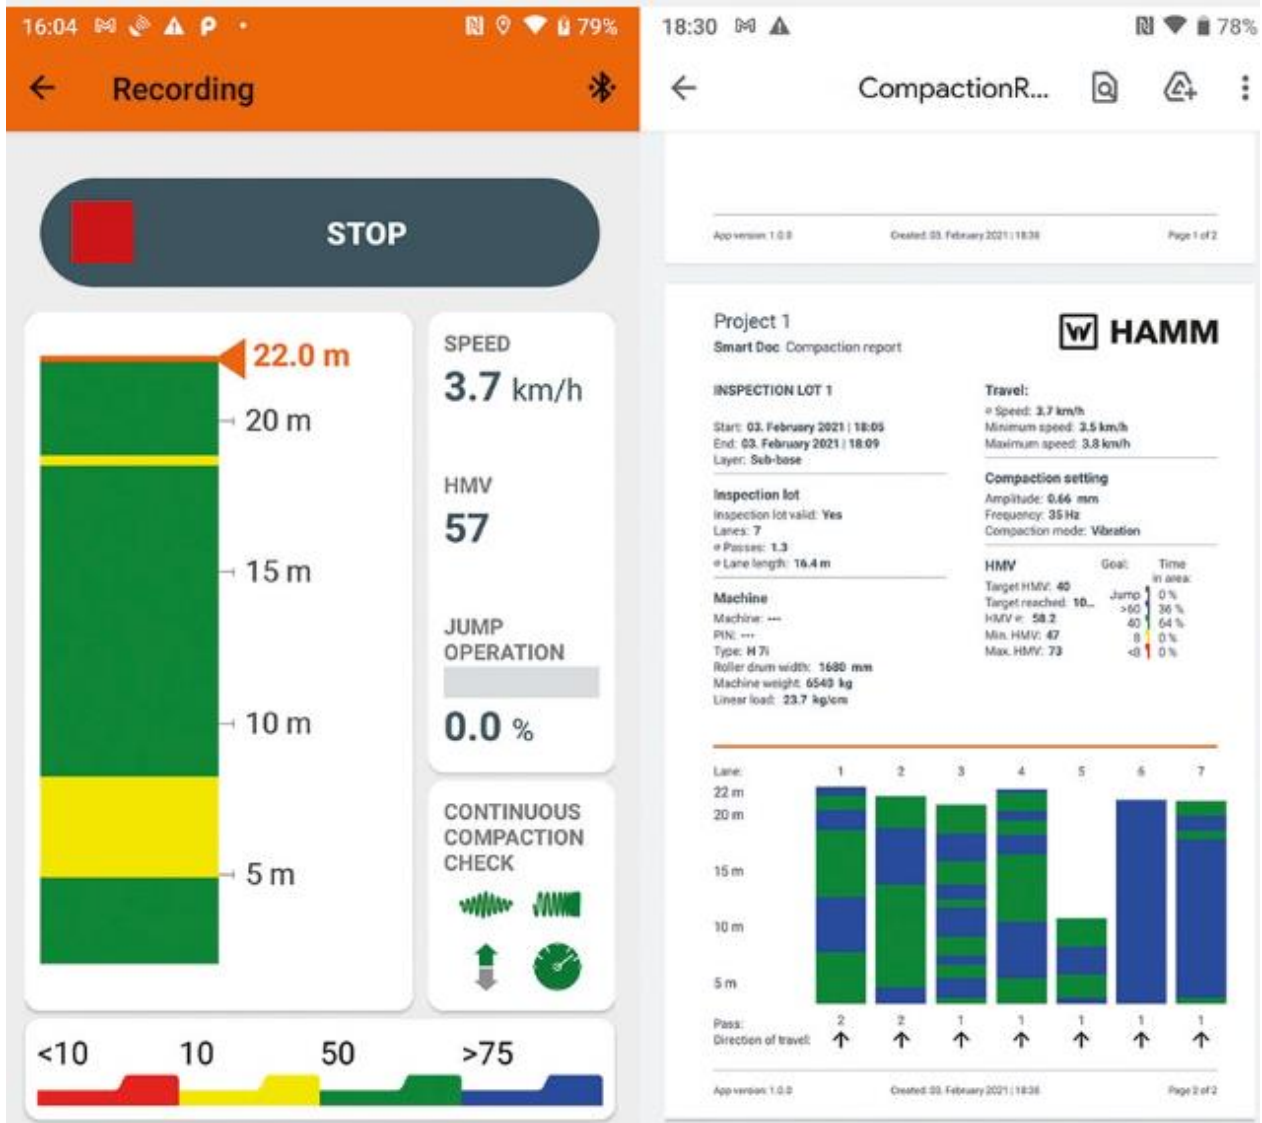 16:04
79%
Recording
STOP
22.0 m
20 m
15 m
10 m
5 m
SPEED
3.7 km/h
HMV
57
JUMP
OPERATION
0.0 %
CONTINUOUS
COMPACTION
CHECK
<10 10 50 >75
18:30
78%
CompactionR...
App version: 1.0.0 Created: 03. February 2021 | 18:36 Page 1 of 2
Project 1
Smart Doc Compaction report
HAMM
INSPECTION LOT 1
Start: 03. February 2021 | 18:05
End: 03. February 2021 | 18:09
Layer: Sub-base
Inspection lot
Inspection lot valid: Yes
Lanes: 7
ø Passes: 1.3
ø Lane length: 16.4 m
Machine
Machine: ---
PIN: ---
Type: H 7i
Roller drum width: 1680 mm
Machine weight: 6540 kg
Linear load: 23.7 kg/cm
Travel:
ø Speed: 3.7 km/h
Minimum speed: 3.5 km/h
Maximum speed: 3.8 km/h
Compaction setting
Amplitude: 0.66 mm
Frequency: 35 Hz
Compaction mode: Vibration
HMV
Target HMV: 40
Target reached: 10...
HMV ø: 58.2
Min. HMV: 47
Max. HMV: 73
Goal: Time
in area:
Jump 0 %
>60 36 %
40 64 %
8 0 %
<8 0 %
Lane: 1 2 3 4 5 6 7
22 m
20 m
15 m
10 m
5 m
Pass: 2 2 1 1 1 1 1
Direction of travel:
App version: 1.0.0 Created: 03. February 2021 | 18:36 Page 2 of 2